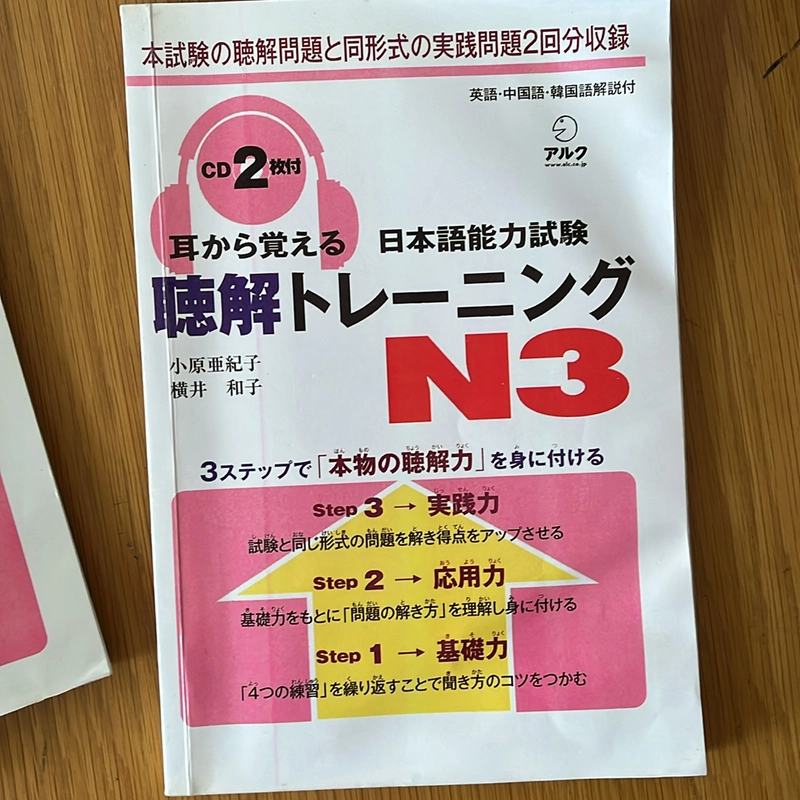 本試験の聴解問題と同形式の実践問題2回分収録
英語・中国語・韓国語解説付
アルク
www.alc.co.jp
CD2枚付
耳から覚える 日本語能力試験
聴解トレーニング
N3
小原亜紀子
横井 和子
3ステップで「本物の聴解力」を身に付ける
Step 3 → 実践力
試験と同じ形式の問題を解き得点をアップさせる
Step 2 → 応用力
基礎力をもとに「問題の解き方」を理解し身に付ける
Step 1 → 基礎力
「4つの練習」を繰り返すことで聞き方のコツをつかむ